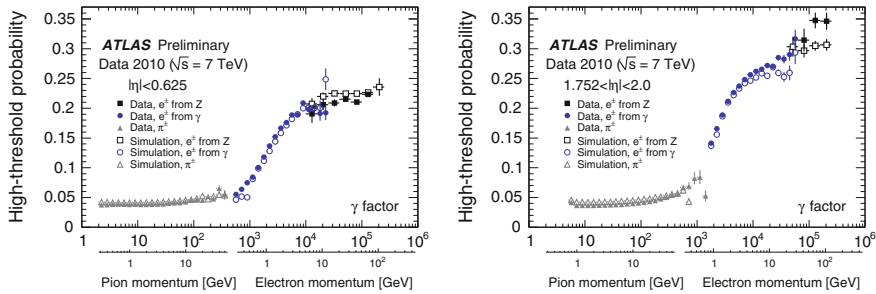 High-threshold probability
0.35
0.3
0.25
0.2
0.15
0.1
0.05
0
ATLAS Preliminary
Data 2010 (√s = 7 TeV)
|η|<0.625
Data, e± from Z
Data, e± from γ
Data, π±
Simulation, e± from Z
Simulation, e± from γ
Simulation, π±
γ factor
10 10² 10³ 10⁴ 10⁵ 10⁶
1 10 1 10 10²
Pion momentum [GeV] Electron momentum [GeV]
High-threshold probability
0.35
0.3
0.25
0.2
0.15
0.1
0.05
0
ATLAS Preliminary
Data 2010 (√s = 7 TeV)
1.752<|η|<2.0
Data, e± from Z
Data, e± from γ
Data, π±
Simulation, e± from Z
Simulation, e± from γ
Simulation, π±
γ factor
10 10² 10³ 10⁴ 10⁵ 10⁶
1 10 1 10 10²
Pion momentum [GeV] Electron momentum [GeV]